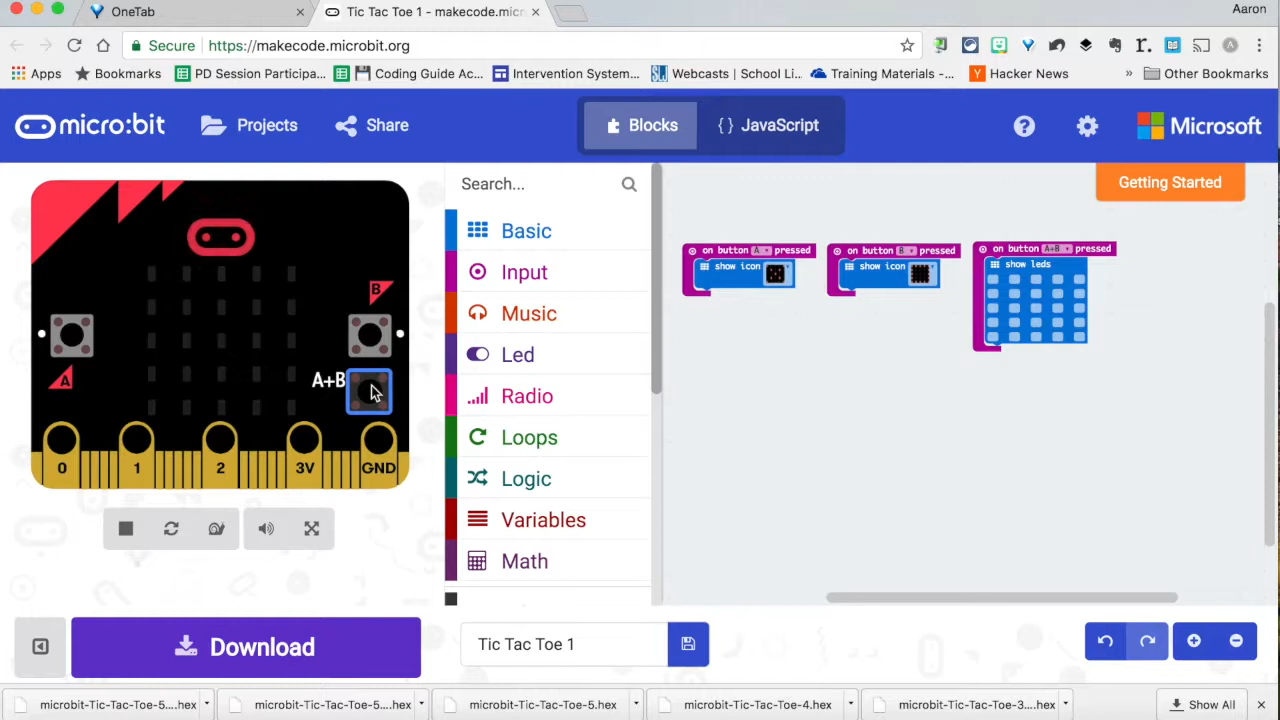 OneTab
Tic Tac Toe 1 - makecode.micro
Aaron
Secure
https://makecode.microbit.org
Apps
Bookmarks
PD Session Participa...
Coding Guide Ac...
Intervention System...
Webcasts | School Li...
Training Materials - ...
Hacker News
»
Other Bookmarks
micro:bit
Projects
Share
Blocks
{ } JavaScript
?
Microsoft
Search...
Getting Started
Basic
Input
Music
Led
Radio
Loops
Logic
Variables
Math
on button A pressed
show icon
on button B pressed
show icon
on button A+B pressed
show leds
B
A
A+B
0 1 2 3V GND
Download
Tic Tac Toe 1
microbit-Tic-Tac-Toe-5....hex
microbit-Tic-Tac-Toe-5....hex
microbit-Tic-Tac-Toe-5.hex
microbit-Tic-Tac-Toe-4.hex
microbit-Tic-Tac-Toe-3....hex
Show All